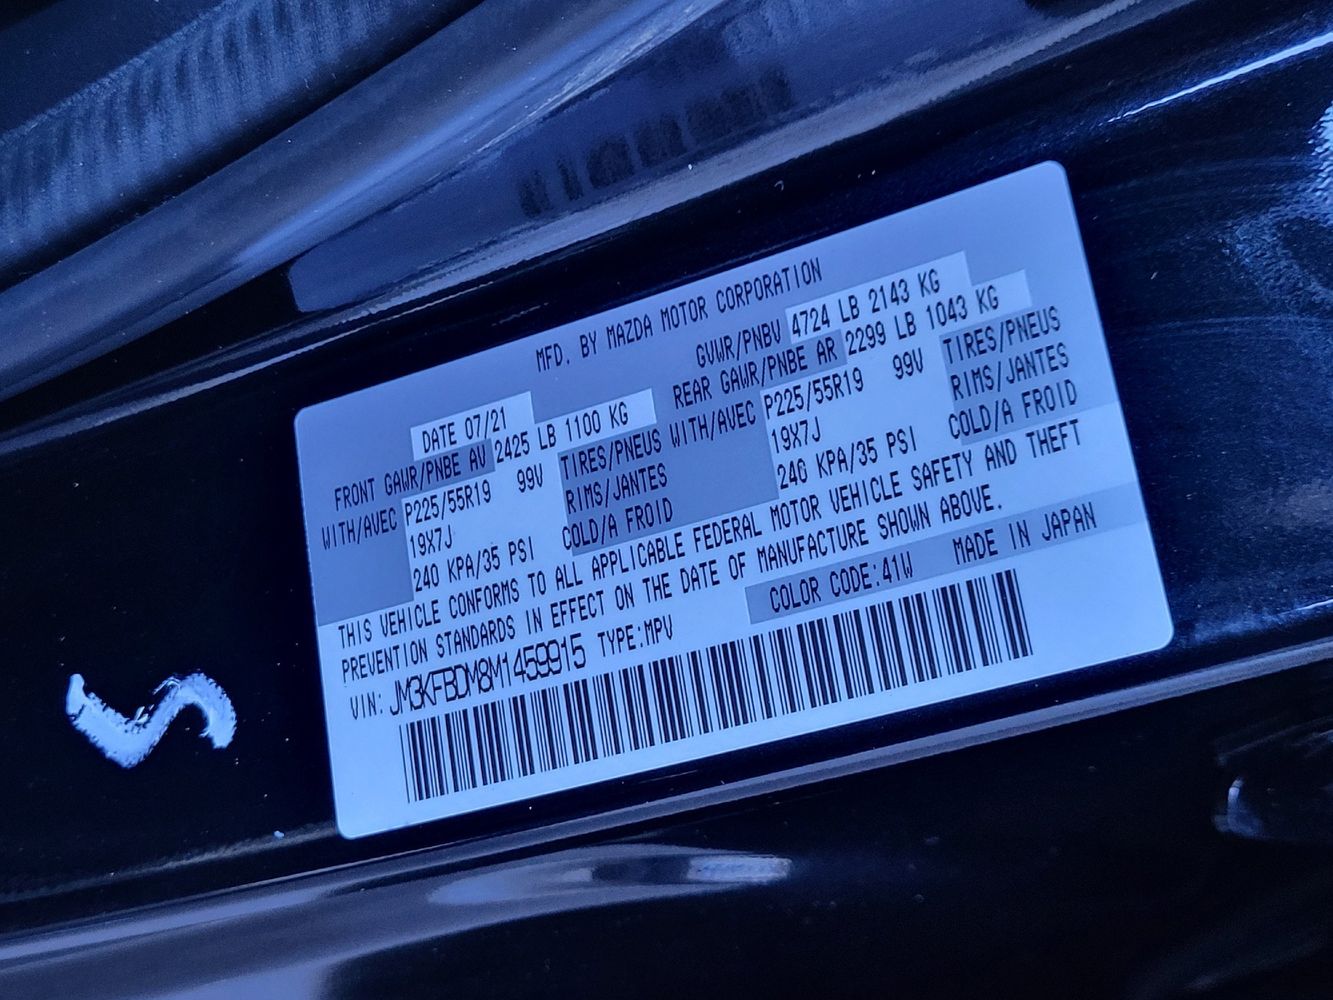 MFD. BY MAZDA MOTOR CORPORATION
DATE 07/21 GVWR/PNBV 4724 LB 2143 KG
FRONT GAWR/PNBE AV 2425 LB 1100 KG REAR GAWR/PNBE AR 2299 LB 1043 KG
WITH/AVEC P225/55R19 99V TIRES/PNEUS WITH/AVEC P225/55R19 99V TIRES/PNEUS
19X7J RIMS/JANTES 19X7J RIMS/JANTES
240 KPA/35 PSI COLD/A FROID 240 KPA/35 PSI COLD/A FROID
THIS VEHICLE CONFORMS TO ALL APPLICABLE FEDERAL MOTOR VEHICLE SAFETY AND THEFT
PREVENTION STANDARDS IN EFFECT ON THE DATE OF MANUFACTURE SHOWN ABOVE.
VIN: JM3KFBDM8M1459915 TYPE:MPV COLOR CODE:41W MADE IN JAPAN